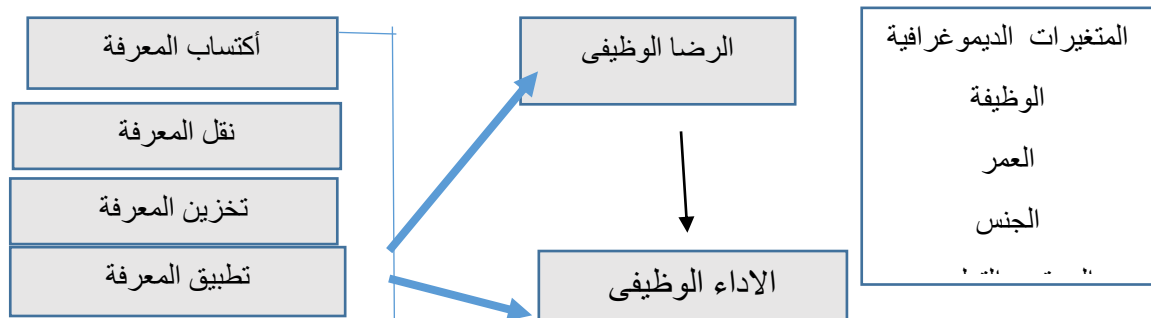 أكتساب المعرفة
نقل المعرفة
تخزين المعرفة
تطبيق المعرفة
الرضا الوظيفى
الاداء الوظيفى
المتغيرات الديموغرافية
الوظيفة
العمر
الجنس